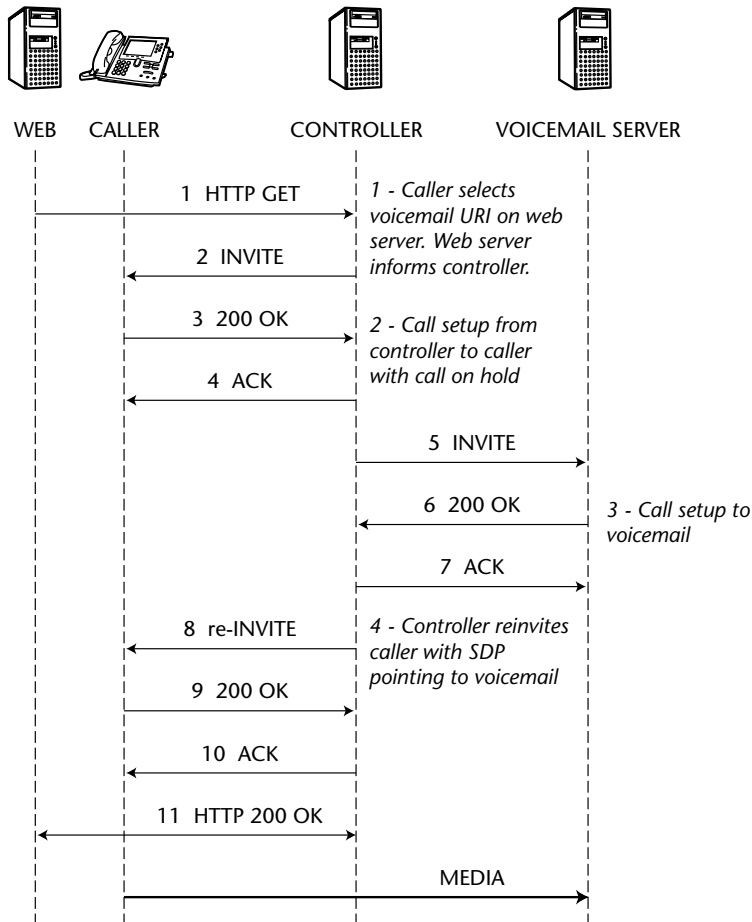 WEB CALLER CONTROLLER VOICEMAIL SERVER
1 HTTP GET
1 - Caller selects
voicemail URI on web
server. Web server
informs controller.
2 INVITE
3 200 OK
2 - Call setup from
controller to caller
with call on hold
4 ACK
5 INVITE
6 200 OK
3 - Call setup to
voicemail
7 ACK
8 re-INVITE
4 - Controller reinvites
caller with SDP
pointing to voicemail
9 200 OK
10 ACK
11 HTTP 200 OK
MEDIA